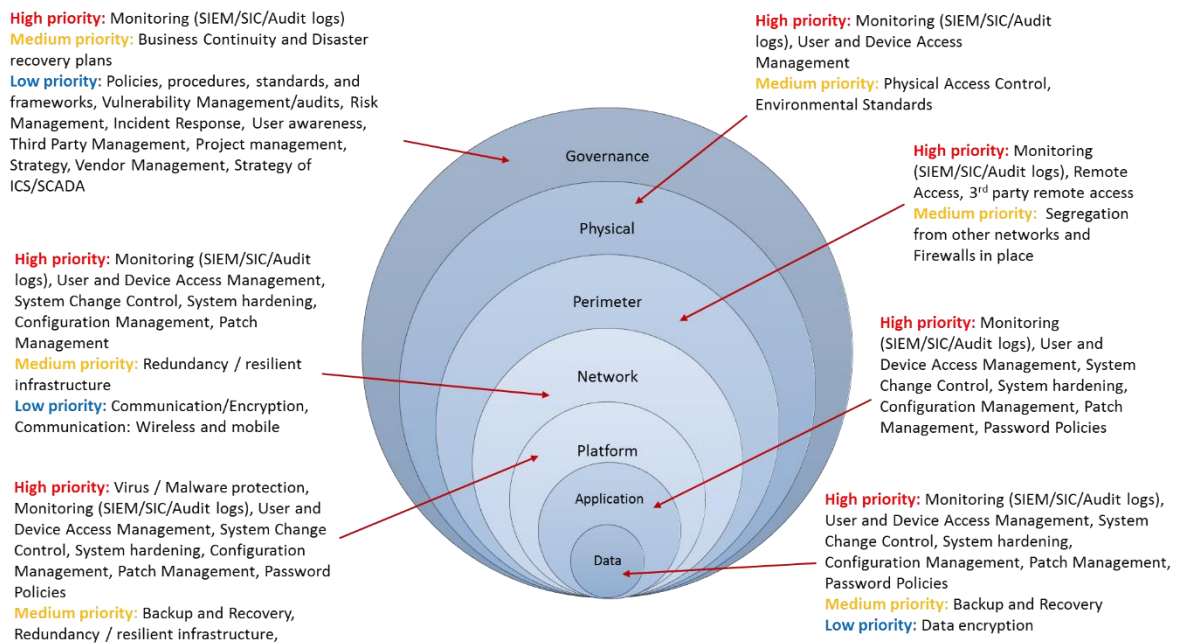 High priority: Monitoring (SIEM/SIC/Audit logs)
Medium priority: Business Continuity and Disaster
recovery plans
Low priority: Policies, procedures, standards, and
frameworks, Vulnerability Management/audits, Risk
Management, Incident Response, User awareness,
Third Party Management, Project management,
Strategy, Vendor Management, Strategy of
ICS/SCADA
High priority: Monitoring (SIEM/SIC/Audit
logs), User and Device Access
Management
Medium priority: Physical Access Control,
Environmental Standards
High priority: Monitoring
(SIEM/SIC/Audit logs), Remote
Access, 3rd party remote access
Medium priority: Segregation
from other networks and
Firewalls in place
High priority: Monitoring (SIEM/SIC/Audit
logs), User and Device Access Management,
System Change Control, System hardening,
Configuration Management, Patch
Management
Medium priority: Redundancy / resilient
infrastructure
Low priority: Communication/Encryption,
Communication: Wireless and mobile
High priority: Monitoring
(SIEM/SIC/Audit logs), User and
Device Access Management, System
Change Control, System hardening,
Configuration Management, Patch
Management, Password Policies
High priority: Virus / Malware protection,
Monitoring (SIEM/SIC/Audit logs), User and
Device Access Management, System Change
Control, System hardening, Configuration
Management, Patch Management, Password
Policies
Medium priority: Backup and Recovery,
Redundancy / resilient infrastructure,
High priority: Monitoring (SIEM/SIC/Audit logs),
User and Device Access Management, System
Change Control, System hardening,
Configuration Management, Patch Management,
Password Policies
Medium priority: Backup and Recovery
Low priority: Data encryption
Governance
Physical
Perimeter
Network
Platform
Application
Data